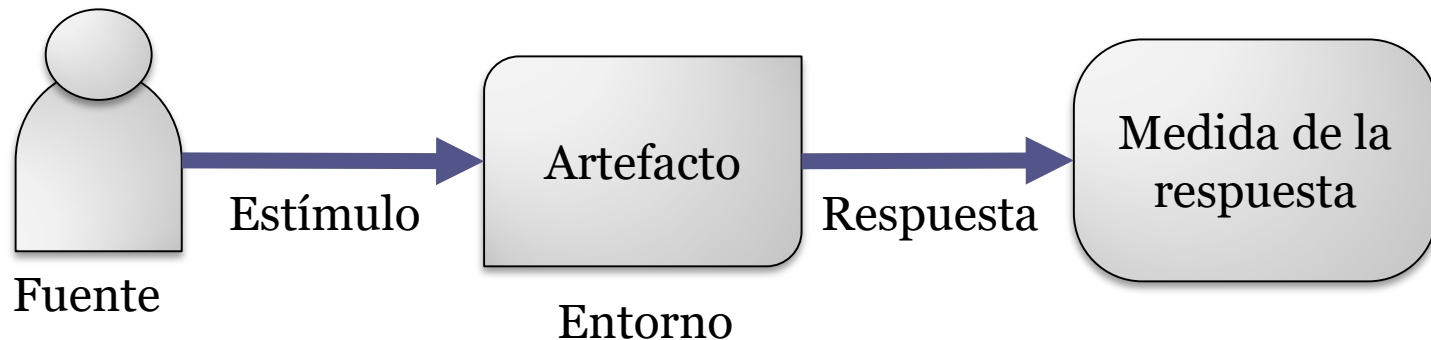 Fuente
Estímulo
Artefacto
Entorno
Respuesta
Medida de la
respuesta